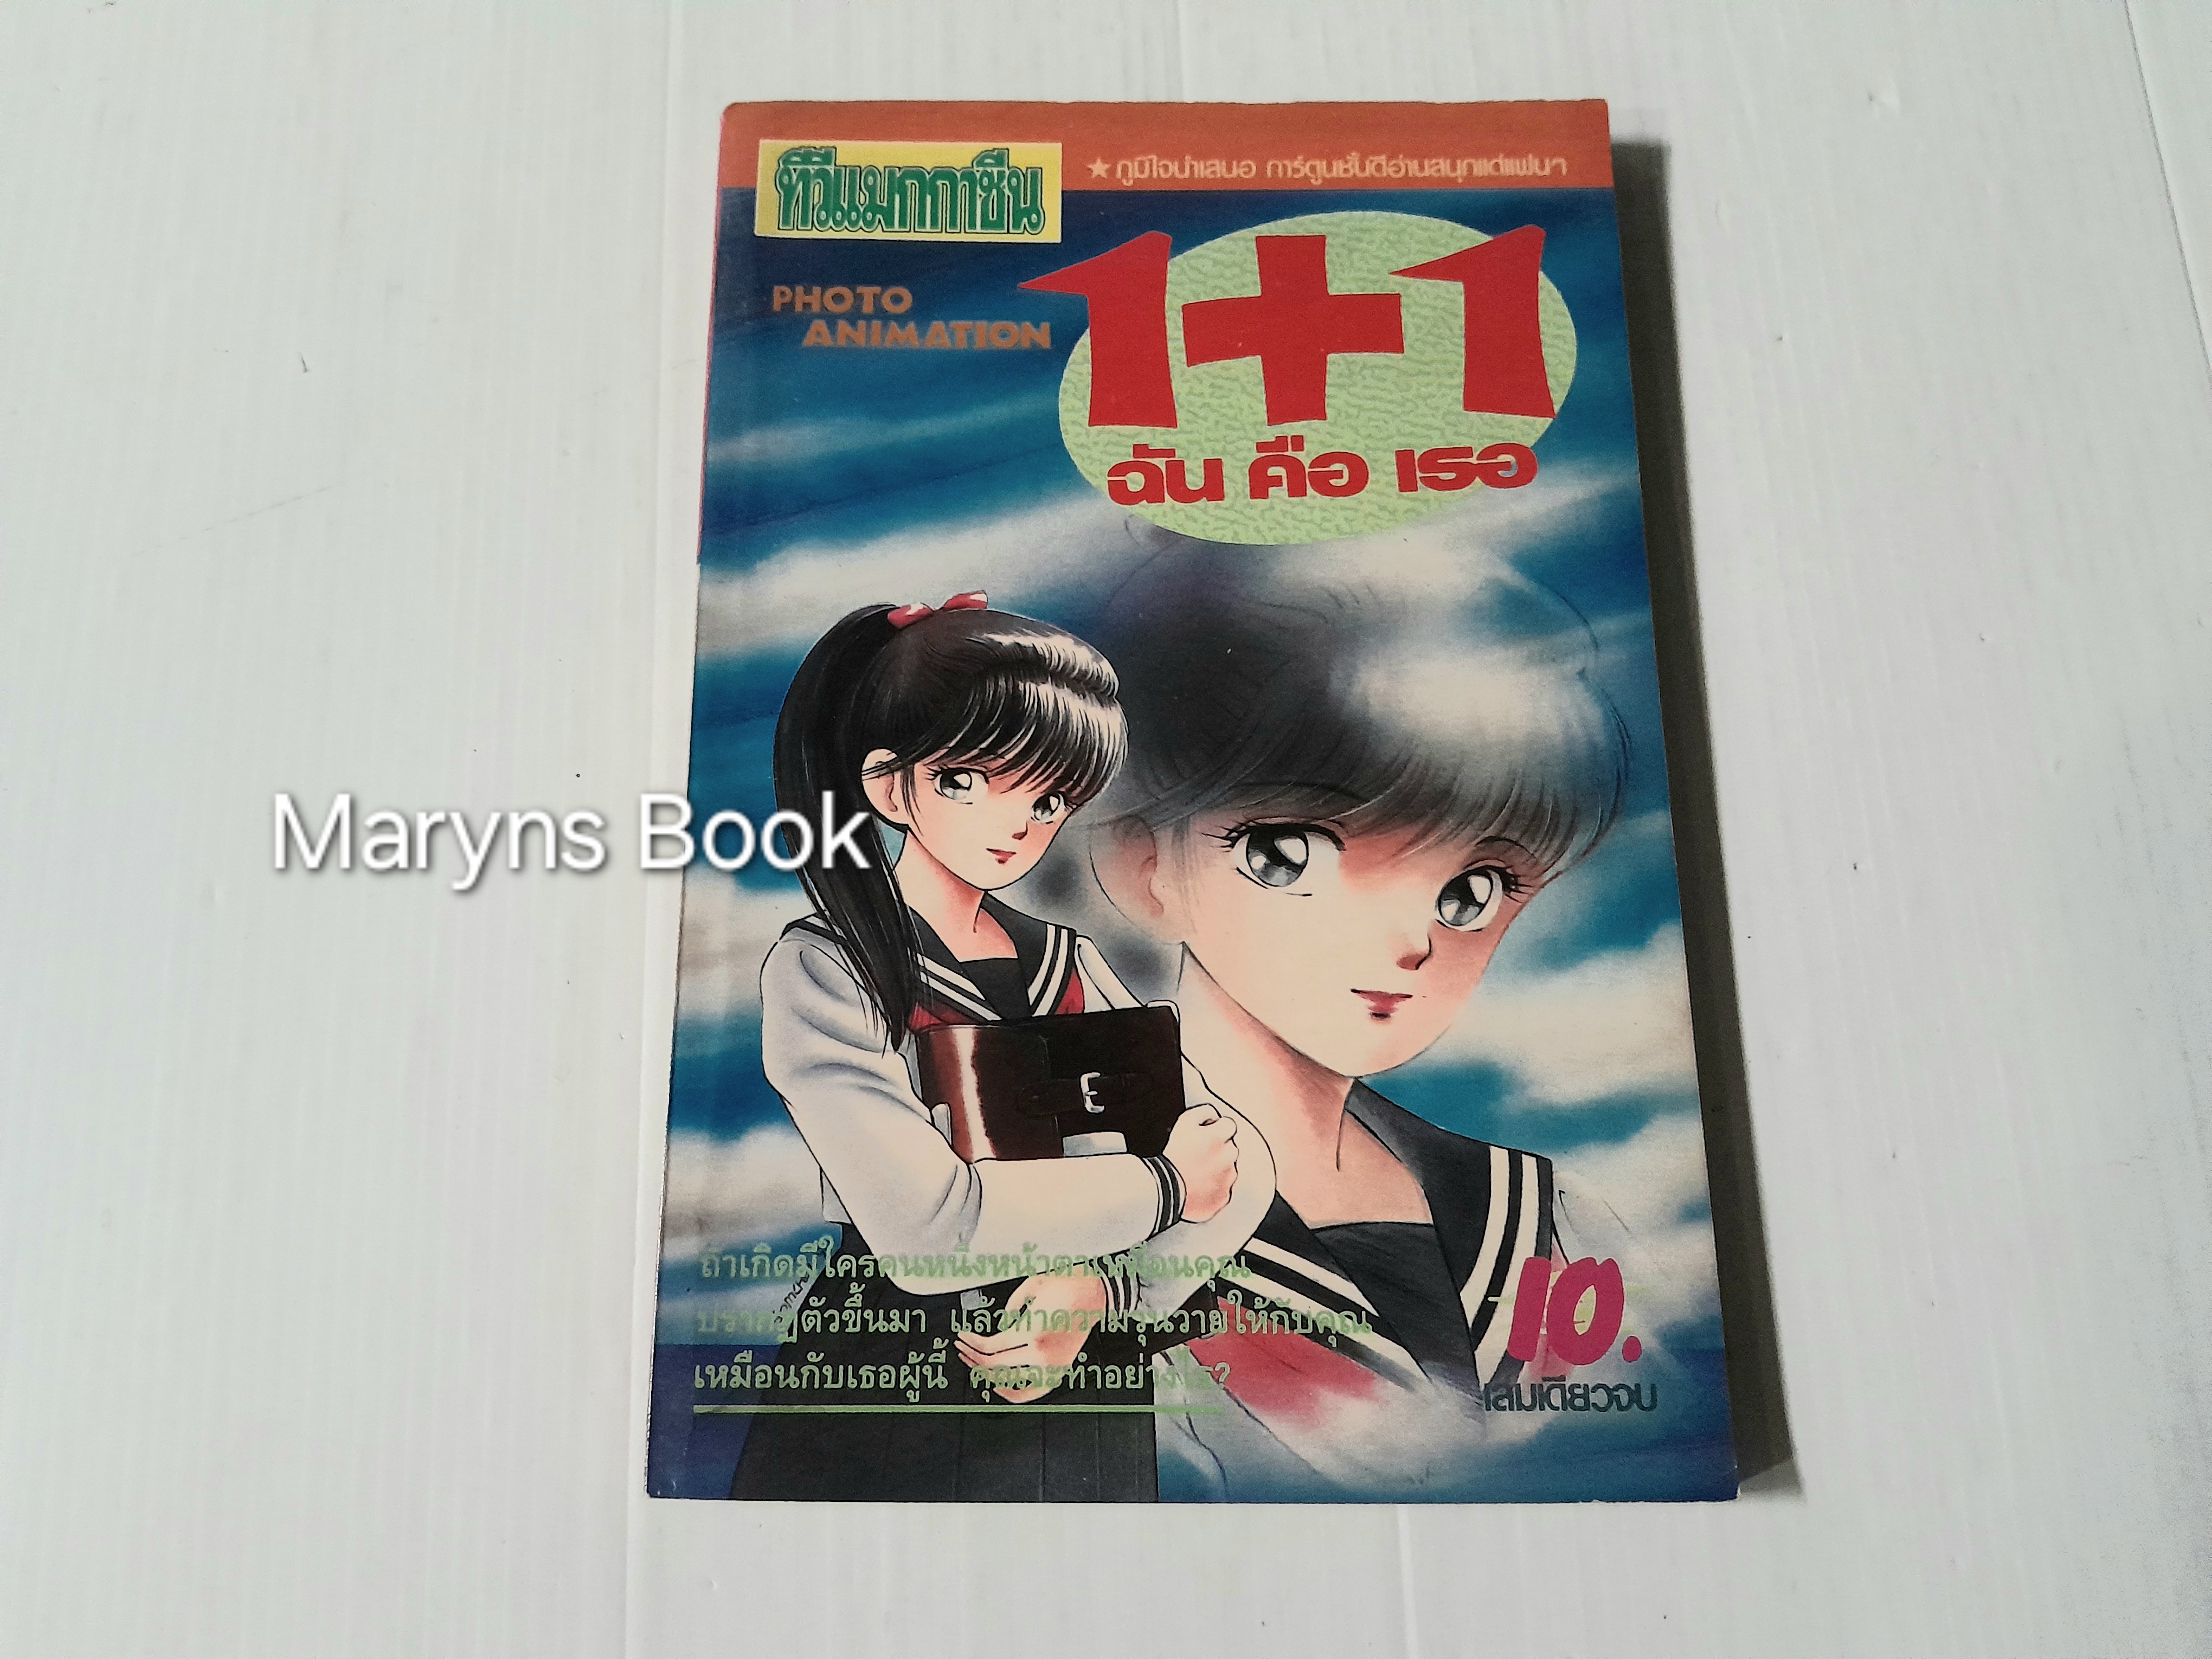 ทีวีแมกกาซีน
★ ภูมิใจนำเสนอ การ์ตูนชั้นดีอ่านสนุกแด่แฟนๆ
PHOTO
ANIMATION
1+1
ฉัน คือ เธอ
Maryns Book
ถ้าเกิดมีใครคนหนึ่งหน้าตาเหมือนคุณ
ปรากฏตัวขึ้นมา แล้วทำความวุ่นวายให้กับคุณ
เหมือนกับเธอผู้นี้ คุณจะทำอย่างไร?
10.
เล่มเดียวจบ